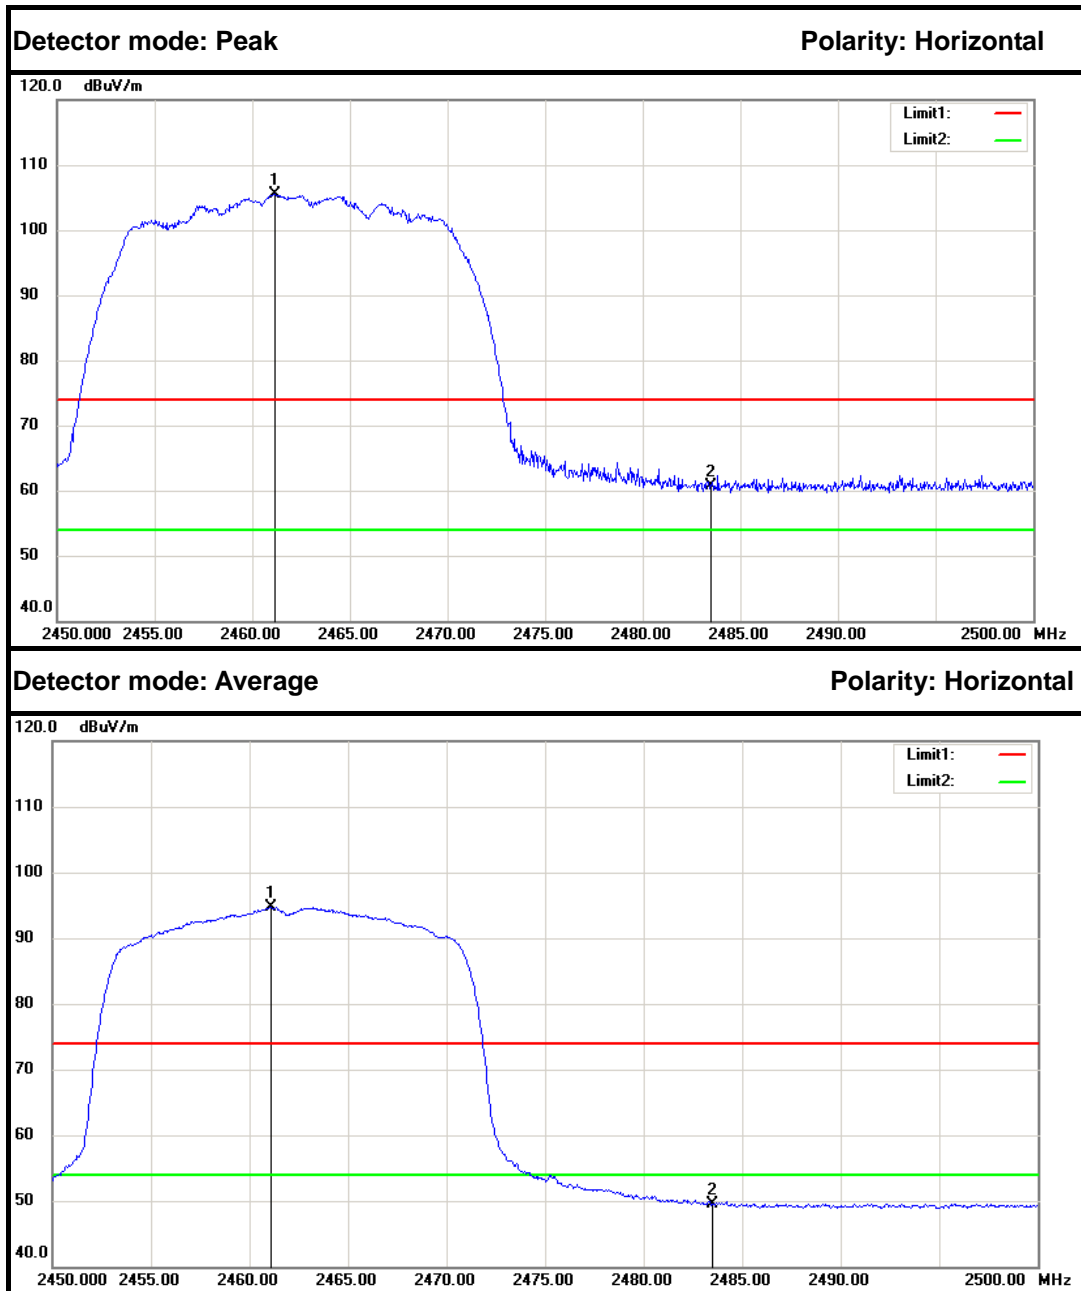 Detector mode: Peak Polarity: Horizontal
120.0 dBuV/m
Limit1:
Limit2:
110
1
100
90
80
70
2
60
50
40.0
2450.000 2455.00 2460.00 2465.00 2470.00 2475.00 2480.00 2485.00 2490.00 2500.00 MHz
Detector mode: Average Polarity: Horizontal
120.0 dBuV/m
Limit1:
Limit2:
110
100
1
90
80
70
60
2
50
40.0
2450.000 2455.00 2460.00 2465.00 2470.00 2475.00 2480.00 2485.00 2490.00 2500.00 MHz